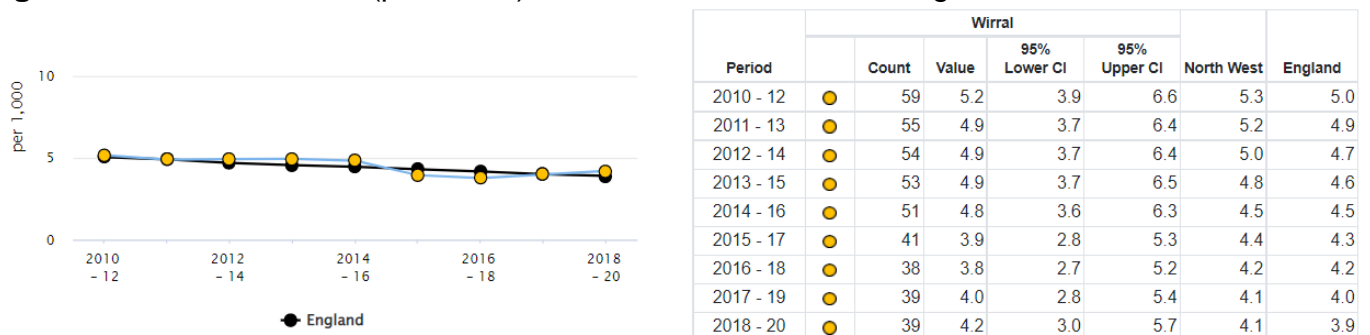 10
5
0
per 1,000
2010 - 12
2012 - 14
2014 - 16
2016 - 18
2018 - 20
England
Wirral
Period Count Value 95% Lower CI 95% Upper CI North West England
2010 - 12 59 5.2 3.9 6.6 5.3 5.0
2011 - 13 55 4.9 3.7 6.4 5.2 4.9
2012 - 14 54 4.9 3.7 6.4 5.0 4.7
2013 - 15 53 4.9 3.7 6.5 4.8 4.6
2014 - 16 51 4.8 3.6 6.3 4.5 4.5
2015 - 17 41 3.9 2.8 5.3 4.4 4.3
2016 - 18 38 3.8 2.7 5.2 4.2 4.2
2017 - 19 39 4.0 2.8 5.4 4.1 4.0
2018 - 20 39 4.2 3.0 5.7 4.1 3.9